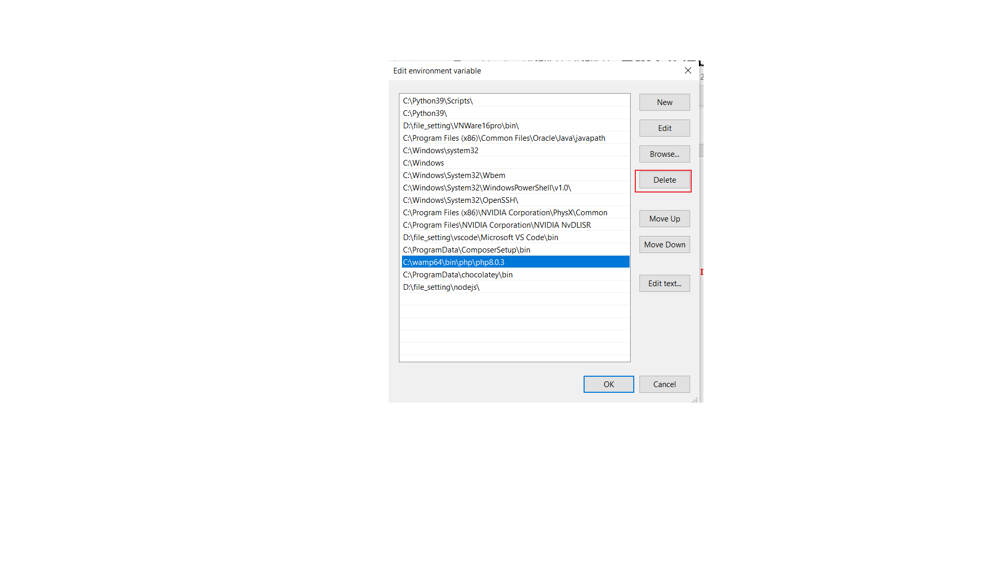 Edit environment variable
C:\Python39\Scripts\
C:\Python39\
D:\file_setting\VNWare16pro\bin\
C:\Program Files (x86)\Common Files\Oracle\Java\javapath
C:\Windows\system32
C:\Windows
C:\Windows\System32\Wbem
C:\Windows\System32\WindowsPowerShell\v1.0\
C:\Windows\System32\OpenSSH\
C:\Program Files (x86)\NVIDIA Corporation\PhysX\Common
C:\Program Files\NVIDIA Corporation\NVIDIA NvDLISR
D:\file_setting\vscode\Microsoft VS Code\bin
C:\ProgramData\ComposerSetup\bin
C:\wamp64\bin\php\php8.0.3
C:\ProgramData\chocolatey\bin
D:\file_setting\nodejs\
New
Edit
Browse...
Delete
Move Up
Move Down
Edit text...
OK
Cancel